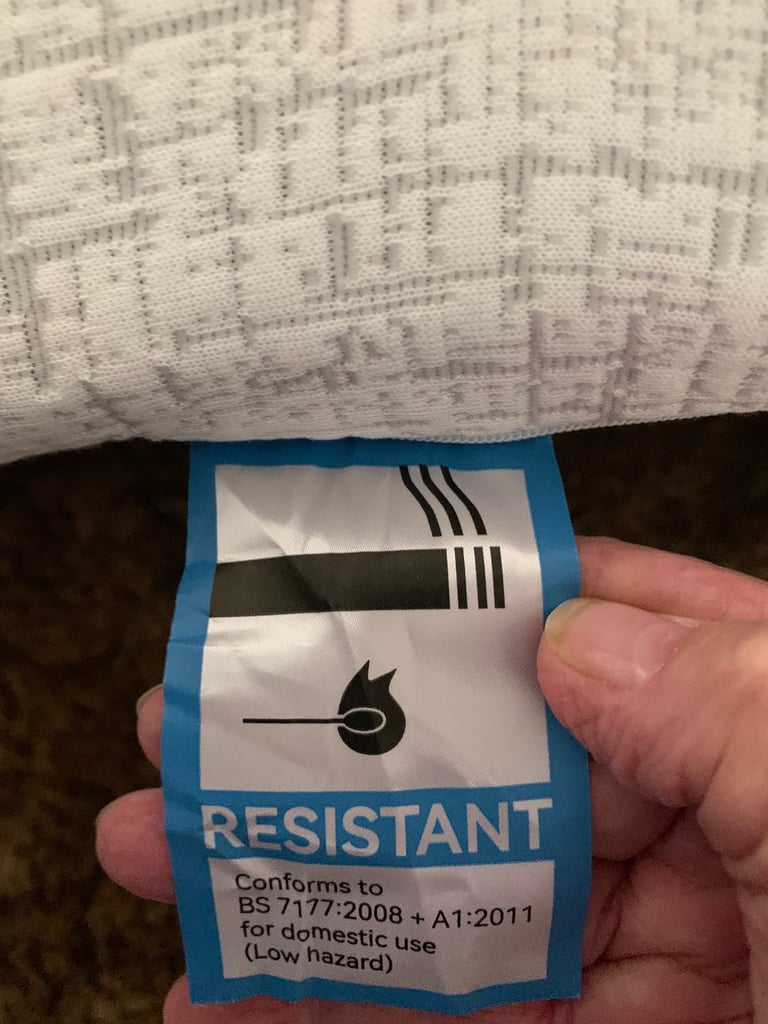 RESISTANT
Conforms to
BS 7177:2008 + A1:2011
for domestic use
(Low hazard)